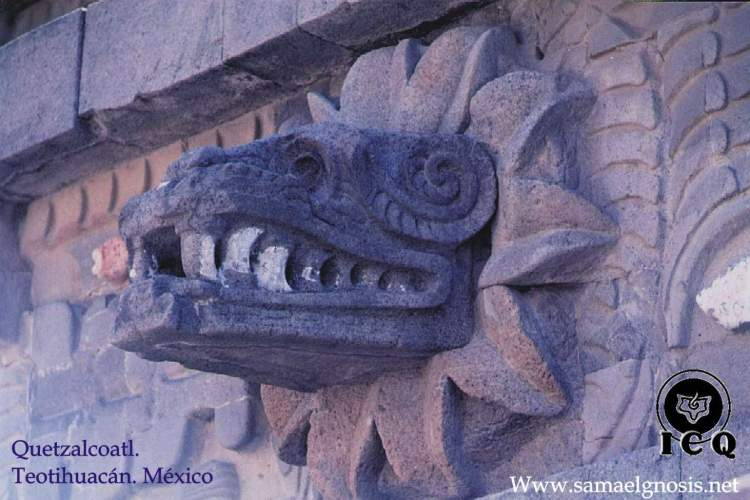 Quetzalcoatl.
Teotihuacán. México
ICQ
Www.samaelgnosis.net